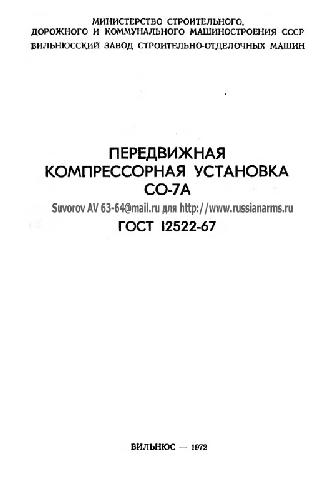 МИНИСТЕРСТВО СТРОИТЕЛЬНОГО,
ДОРОЖНОГО И КОММУНАЛЬНОГО МАШИНОСТРОЕНИЯ СССР
ВИЛЬНЮССКИЙ ЗАВОД СТРОИТЕЛЬНО-ОТДЕЛОЧНЫХ МАШИН
ПЕРЕДВИЖНАЯ
КОМПРЕССОРНАЯ УСТАНОВКА
СО-7А
Suvorov AV 63-64@mail.ru для http://www.russianarms.ru
ГОСТ 12522-67
ВИЛЬНЮС — 1972